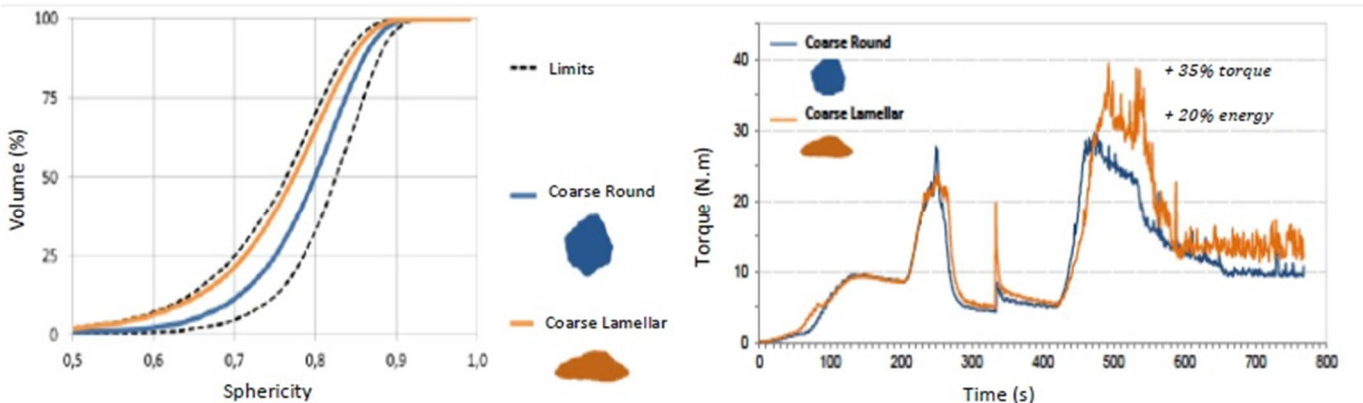 100
75
50
25
0
0,5
0,6
0,7
0,8
0,9
1,0
Volume (%)
Sphericity
Limits
Coarse Round
Coarse Lamellar
Coarse Round
Coarse Lamellar
+ 35% torque
+ 20% energy
40
30
20
10
0
0
100
200
300
400
500
600
700
800
Torque (N.m)
Time (s)